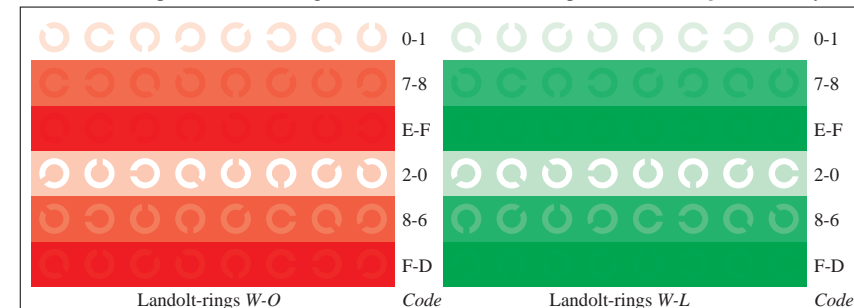 0-1 0-1
7-8 7-8
E-F E-F
2-0 2-0
8-6 8-6
F-D F-D
Landolt-rings W-O Code Landolt-rings W-L Code